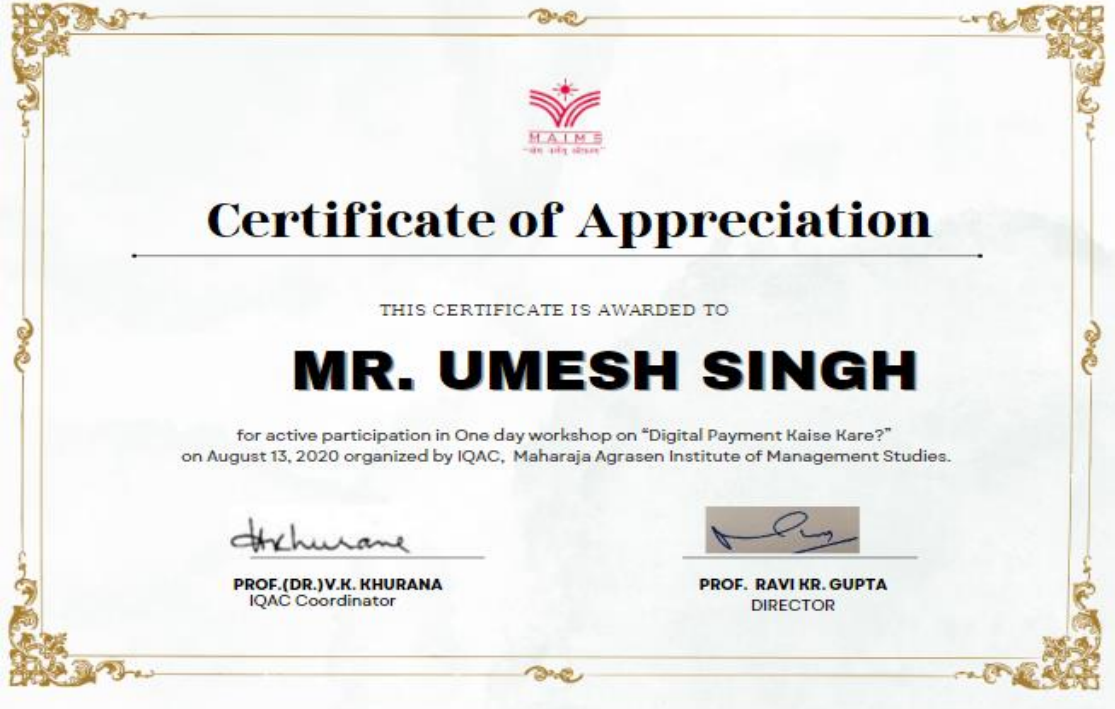 MAIMS
Certificate of Appreciation
THIS CERTIFICATE IS AWARDED TO
MR. UMESH SINGH
for active participation in One day workshop on “Digital Payment Kaise Kare?”
on August 13, 2020 organized by IQAC, Maharaja Agrasen Institute of Management Studies.
PROF.(DR.)V.K. KHURANA
IQAC Coordinator
PROF. RAVI KR. GUPTA
DIRECTOR